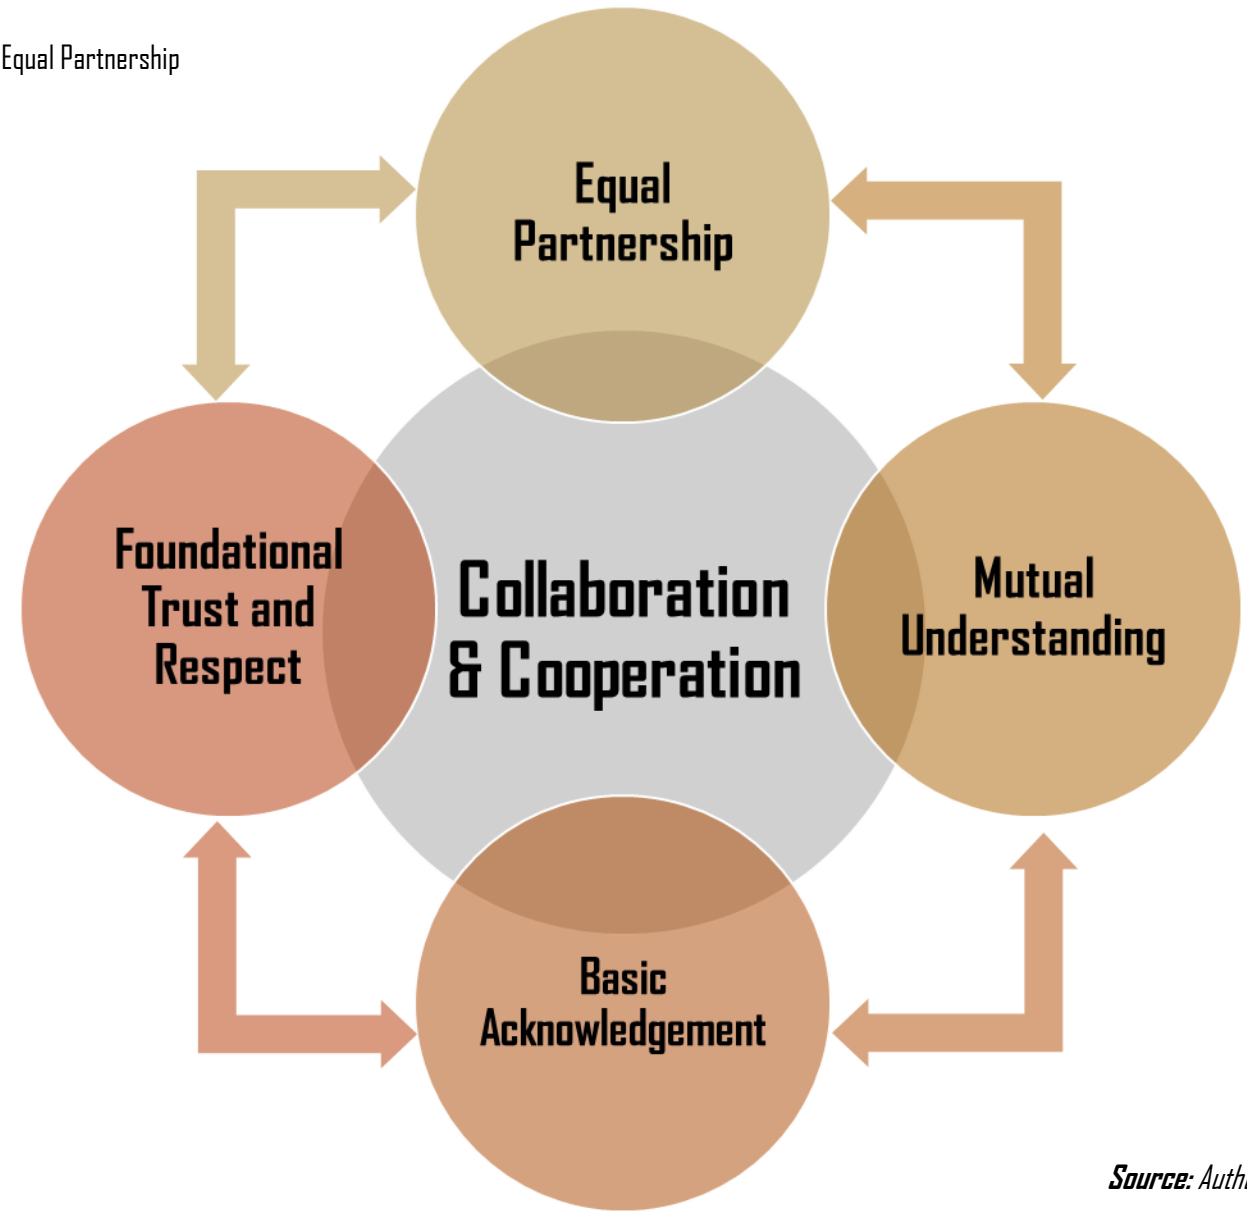 Equal Partnership
Equal
Partnership
Foundational
Trust and
Respect
Collaboration
& Cooperation
Mutual
Understanding
Basic
Acknowledgement
Source: